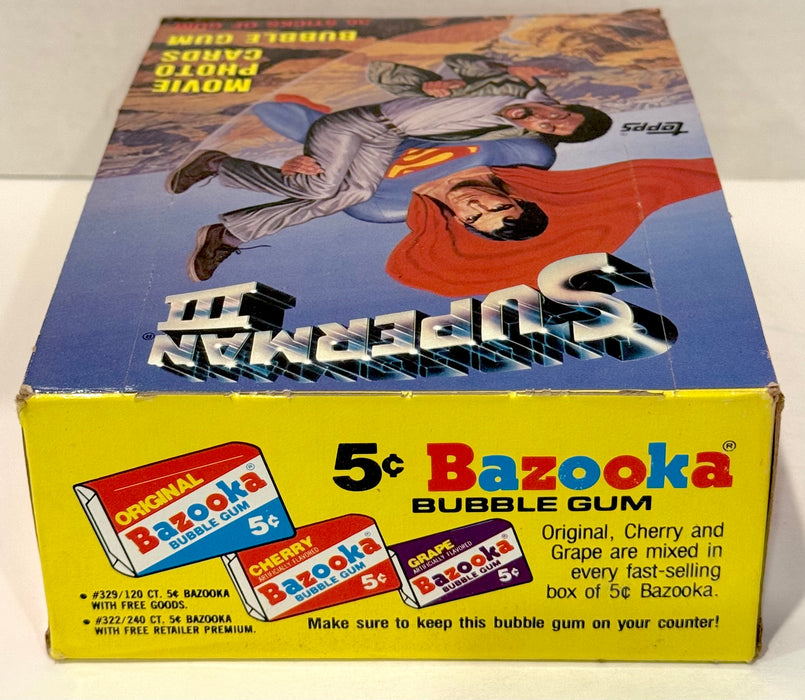 36 STICKS OF GUM
BUBBLE GUM
MOVIE
PHOTO
CARDS
topps™
SUPERMAN
III®
5¢ Bazooka®
BUBBLE GUM
ORIGINAL
Bazooka®
BUBBLE GUM
5¢
CHERRY
ARTIFICIALLY FLAVORED
Bazooka
BUBBLE GUM
5¢
GRAPE
ARTIFICIALLY FLAVORED
Bazooka
BUBBLE GUM
5¢
Original, Cherry and
Grape are mixed in
every fast-selling
box of 5¢ Bazooka.
• #329/120 CT. 5¢ BAZOOKA
WITH FREE GOODS.
• #322/240 CT. 5¢ BAZOOKA
WITH FREE RETAILER PREMIUM.
Make sure to keep this bubble gum on your counter!